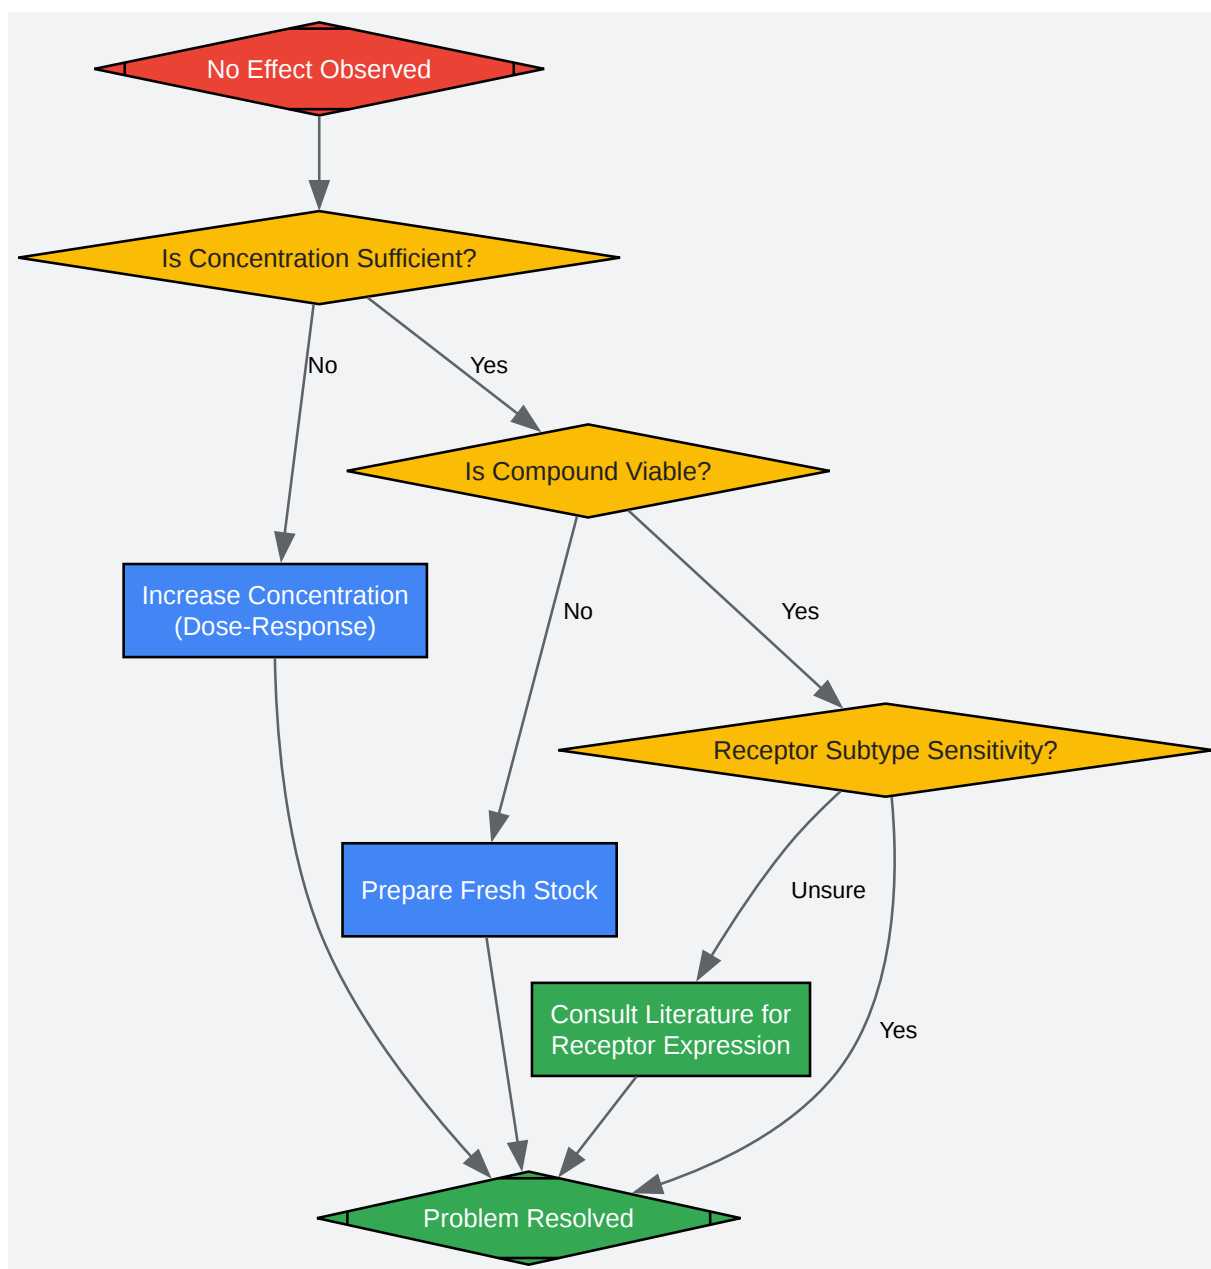 No Effect Observed
Is Concentration Sufficient?
No
Yes
Is Compound Viable?
Increase Concentration
(Dose-Response)
No
Yes
Receptor Subtype Sensitivity?
Prepare Fresh Stock
Unsure
Consult Literature for
Receptor Expression
Yes
Problem Resolved